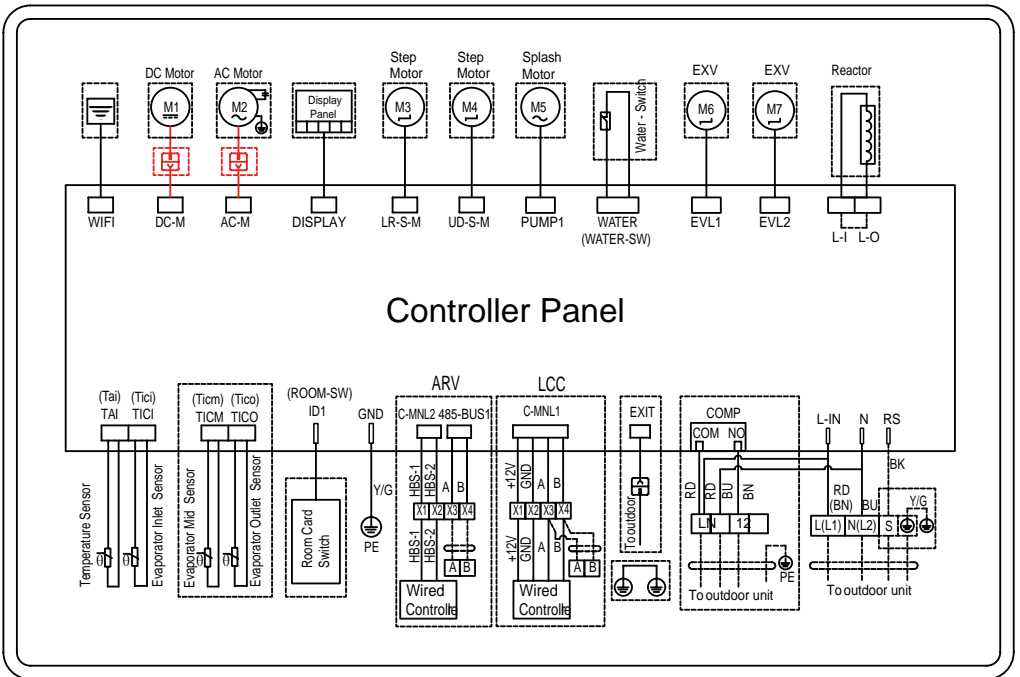 DC Motor
AC Motor
Step
Motor
Step
Motor
Splash
Motor
EXV
EXV
Reactor
M1
M2
Display
Panel
M3
M4
M5
Water - Switch
M6
M7
WIFI
DC-M
AC-M
DISPLAY
LR-S-M
UD-S-M
PUMP1
WATER
(WATER-SW)
EVL1
EVL2
L-I
L-O
Controller Panel
(Tai)
TAI
(Tici)
TICI
(Ticm)
TICM
(Tico)
TICO
(ROOM-SW)
ID1
GND
ARV
C-MNL2
485-BUS1
LCC
C-MNL1
EXIT
COMP
COM
NO
L-IN
N
RS
Temperature Sensor
θ
θ
Evaporator Inlet Sensor
Evaporator Mid Sensor
θ
θ
Evaporator Outlet Sensor
Room Card
Switch
Y/G
PE
HBS-1
HBS-2
A
B
X1
X2
X3
X4
HBS-1
HBS-2
A
B
Wired
Controlle
+12V
GND
A
B
X1
X2
X3
X4
+12V
GND
A
B
A
B
Wired
Controlle
To outdoor
RD
RD
BU
BN
L
N
1
2
PE
To outdoor unit
BK
RD
(BN)
BU
Y/G
L(L1)
N(L2)
S
To outdoor unit